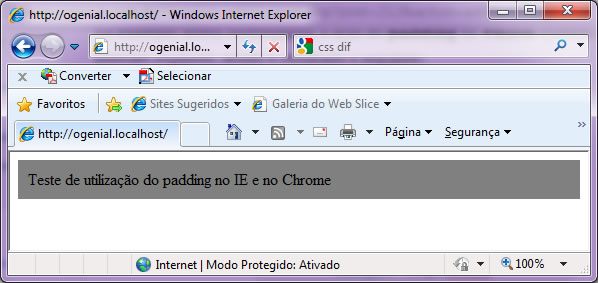 http://ogenial.localhost/ - Windows Internet Explorer
http://ogenial.lo... css dif
x Converter Selecionar
Favoritos Sites Sugeridos Galeria do Web Slice
http://ogenial.localhost/ Página Segurança »
Teste de utilização do padding no IE e no Chrome
Internet | Modo Protegido: Ativado 100%